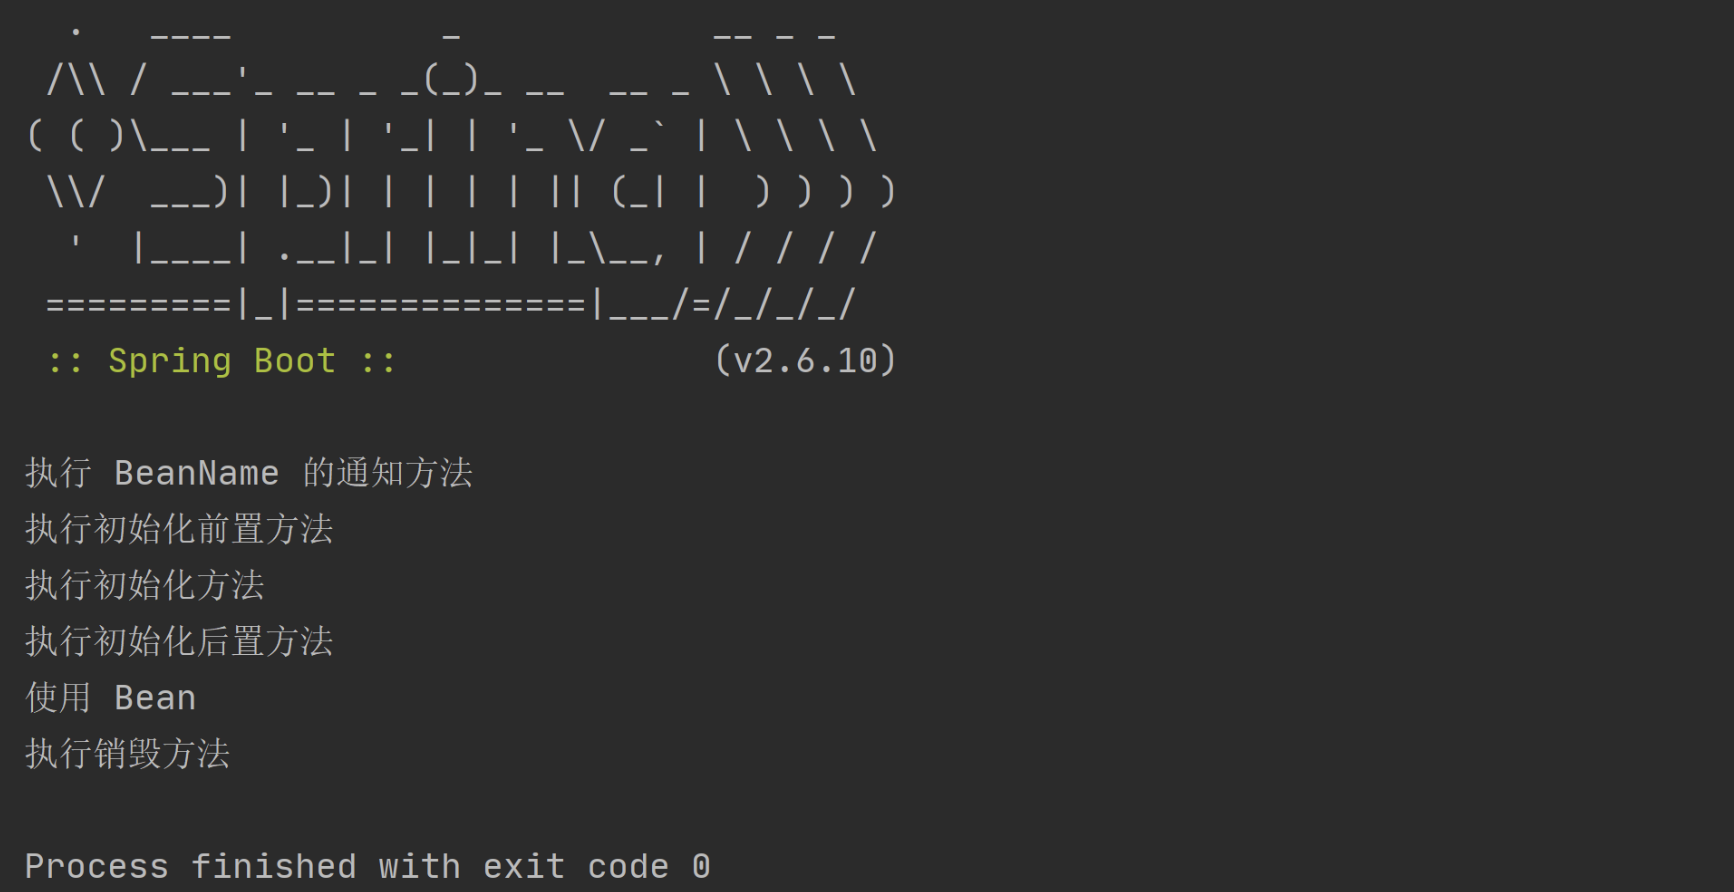 .   ____          _            __ _ _
 /\\ / ___'_ __ _ _(_)_ __  __ _ \ \ \ \
( ( )\___ | '_ | '_| | '_ \/ _` | \ \ \ \
 \\/  ___)| |_)| | | | | || (_| |  ) ) ) )
  '  |____| .__|_| |_|_| |_\__, | / / / /
 =========|_|==============|___/=/_/_/_/
 :: Spring Boot ::               (v2.6.10)
执行 BeanName 的通知方法
执行初始化前置方法
执行初始化方法
执行初始化后置方法
使用 Bean
执行销毁方法
Process finished with exit code 0